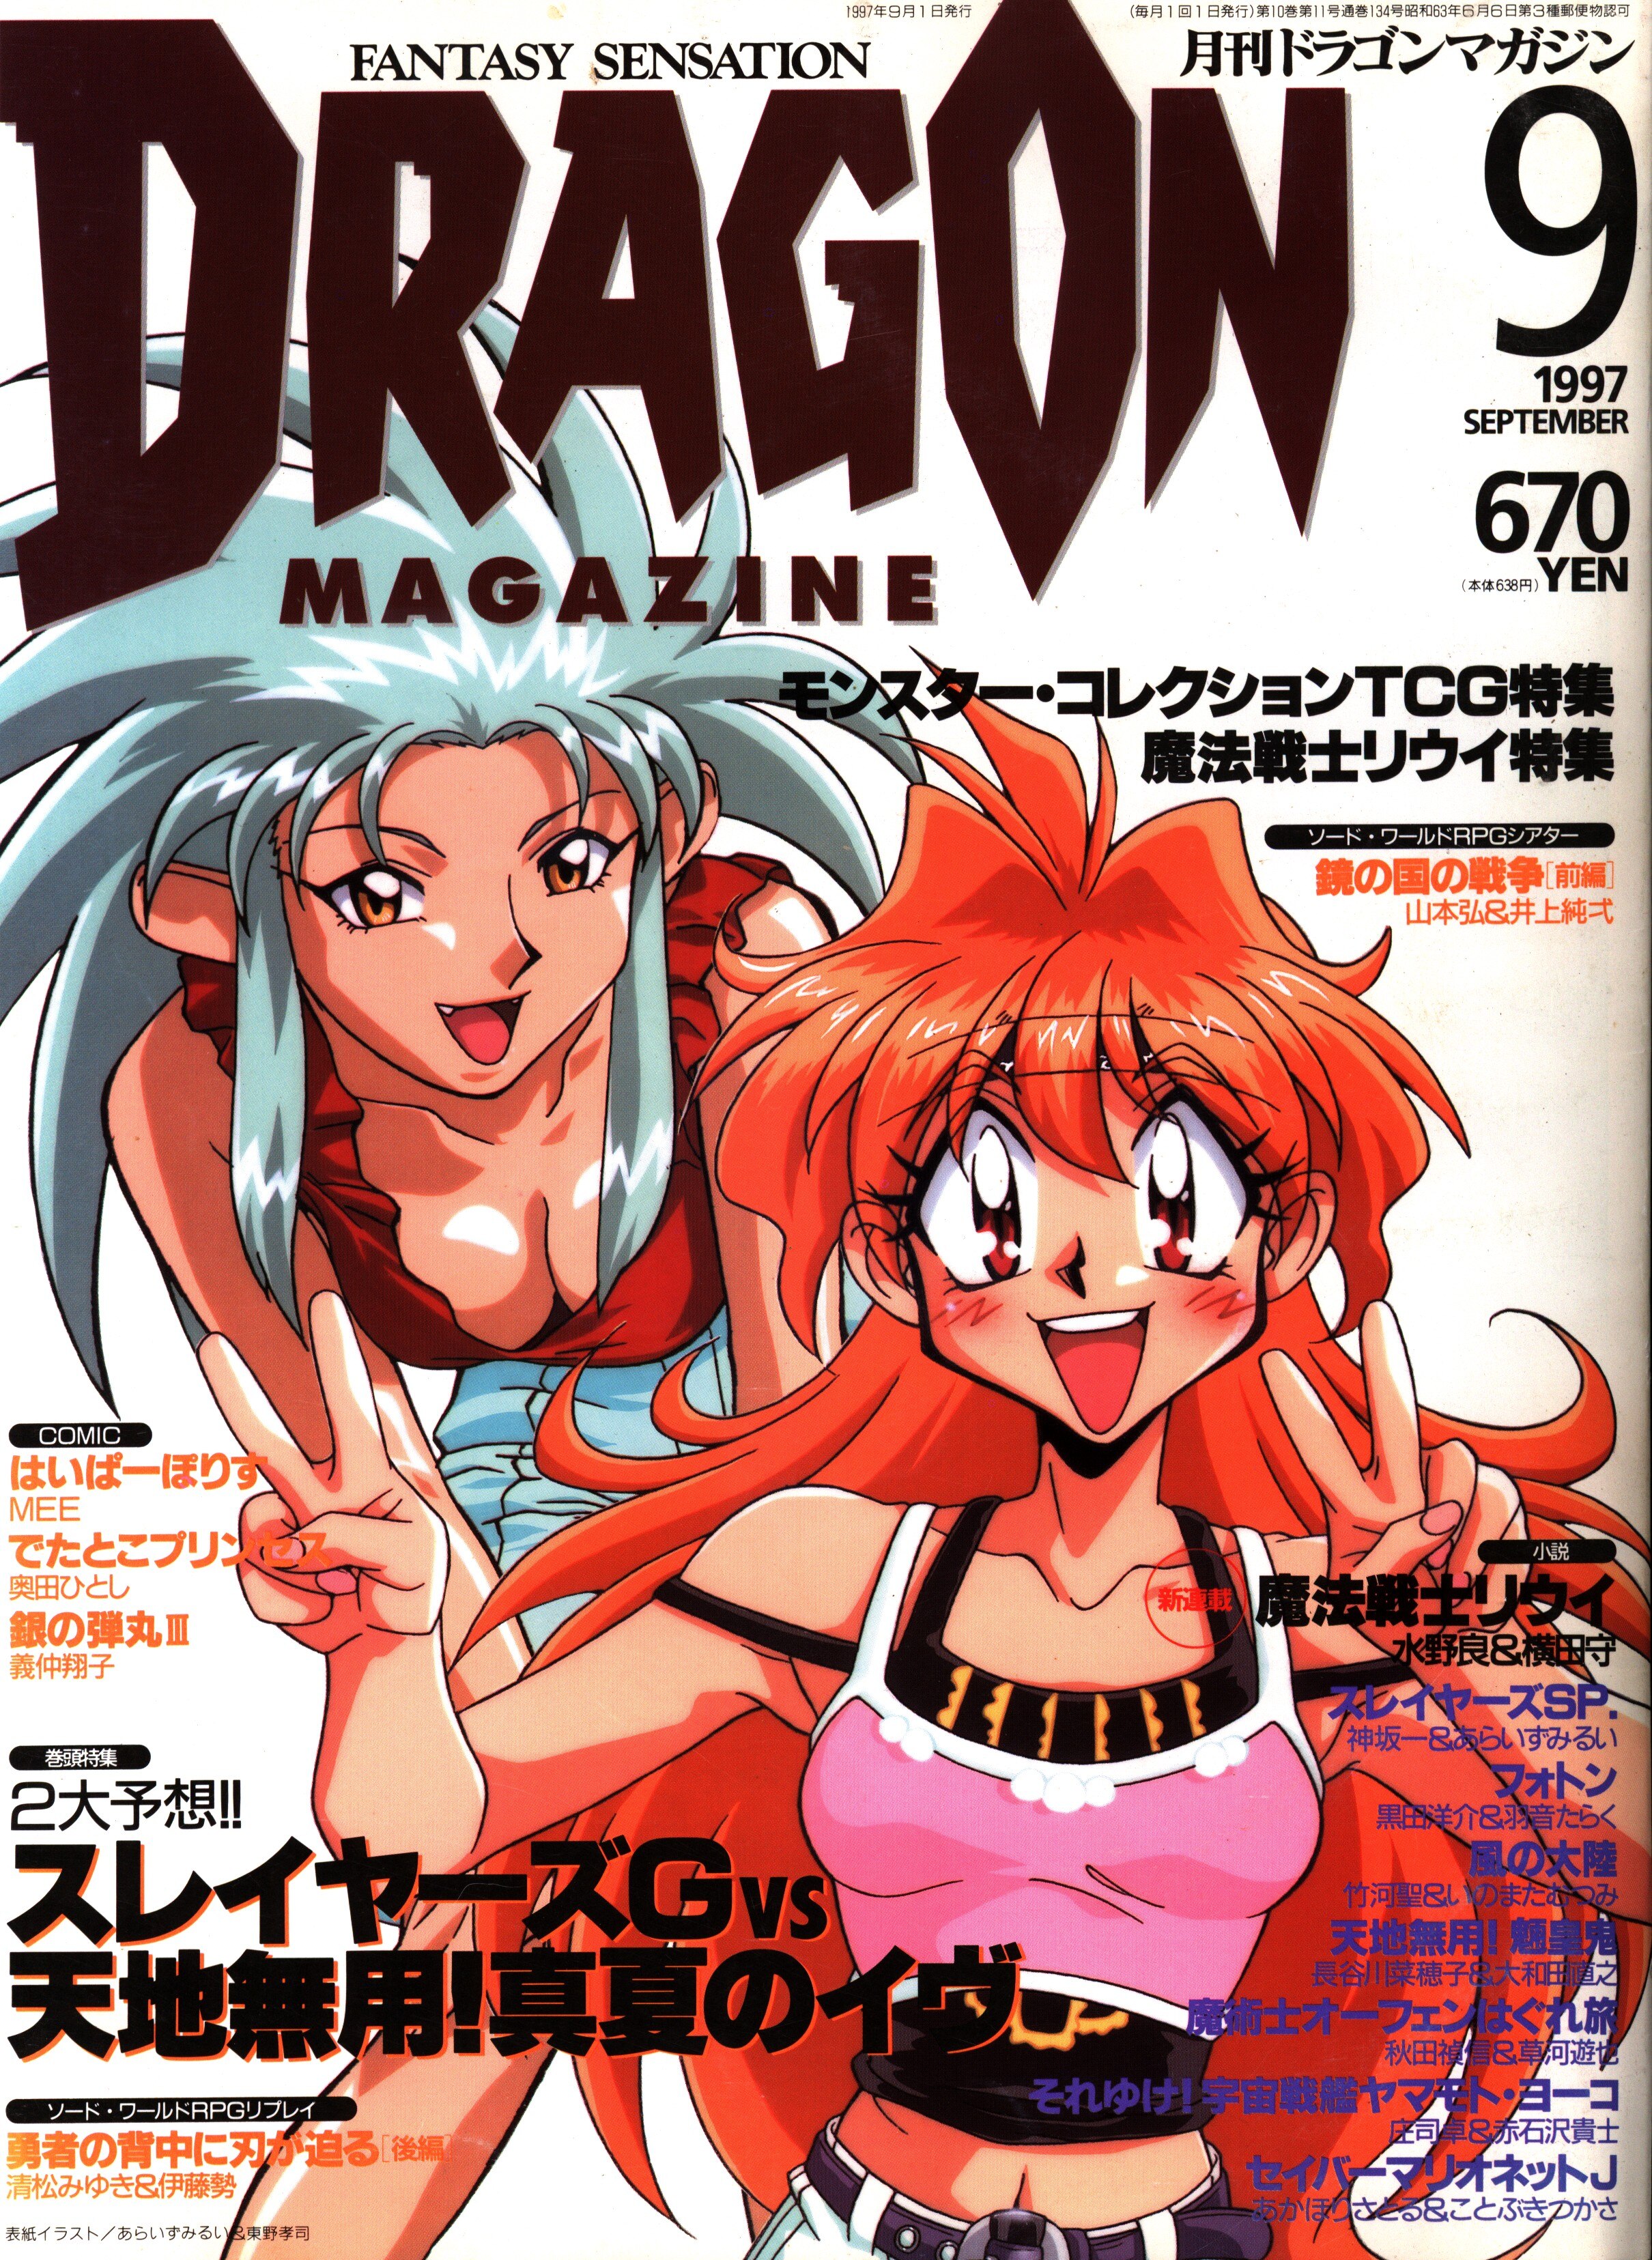 1997年9月1日発行
(毎月1回1日発行)第10巻第11号通巻134号昭和63年6月6日第3種郵便物認可
FANTASY SENSATION
月刊ドラゴンマガジン
DRAGON
MAGAZINE
9
1997
SEPTEMBER
670
(本体638円) YEN
モンスター・コレクションTCG特集
魔法戦士リウイ特集
ソード・ワールドRPGシアター
鏡の国の戦争[前編]
山本弘&井上純弌
COMIC
はいぱーぽりす
MEE
でたとこプリンセス
奥田ひとし
銀の弾丸III
義仲翔子
小説
新連載 魔法戦士リウイ
水野良&横田守
スレイヤーズSP.
神坂一&あらいずみるい
フォトン
黒田洋介&羽音たらく
風の大陸
竹河聖&いのまたむつみ
天地無用!魎皇鬼
長谷川菜穂子&大和田直之
魔術士オーフェンはぐれ旅
秋田禎信&草河遊也
それゆけ!宇宙戦艦ヤマモト・ヨーコ
庄司卓&赤石沢貴士
セイバーマリオネットJ
あかほりさとる&ことぶきつかさ
巻頭特集
2大予想!!
スレイヤーズG vs
天地無用!真夏のイヴ
ソード・ワールドRPGリプレイ
勇者の背中に刃が迫る[後編]
清松みゆき&伊藤勢
表紙イラスト/あらいずみるい&東野孝司